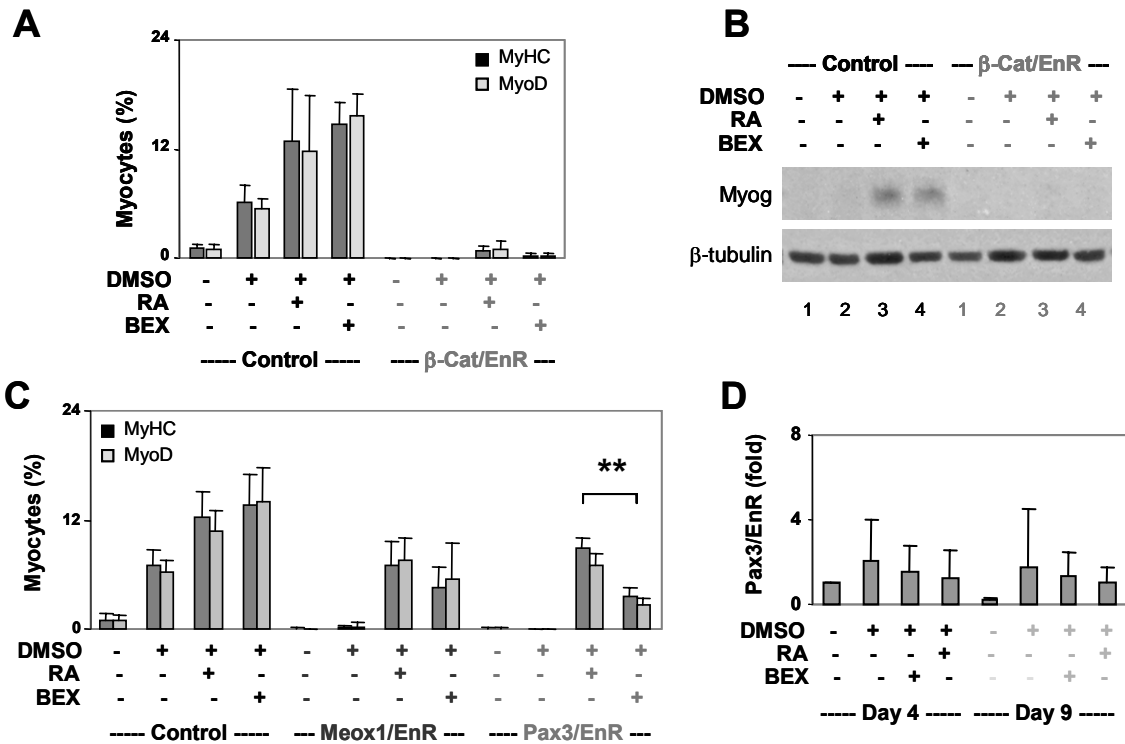 A
24
12
0
Myocytes (%)
MyHC
MyoD
DMSO - + + + - + + +
RA - - + - - - + -
BEX - - - + - - - +
----- Control ----- ---- β-Cat/EnR ---
B
---- Control ---- --- β-Cat/EnR ---
DMSO - + + + - + + +
RA - - + - - - + -
BEX - - - + - - - +
Myog
β-tubulin
1 2 3 4 1 2 3 4
C
24
12
0
Myocytes (%)
MyHC
MyoD
**
DMSO - + + + - + + + - + + +
RA - - + - - - + - - - + -
BEX - - - + - - - + - - - +
----- Control ----- --- Meox1/EnR --- ---- Pax3/EnR ---
D
8
4
0
Pax3/EnR (fold)
DMSO - + + + - + + +
RA - - - + - - - +
BEX - - + - - - + -
----- Day 4 ----- ---- Day 9 -----